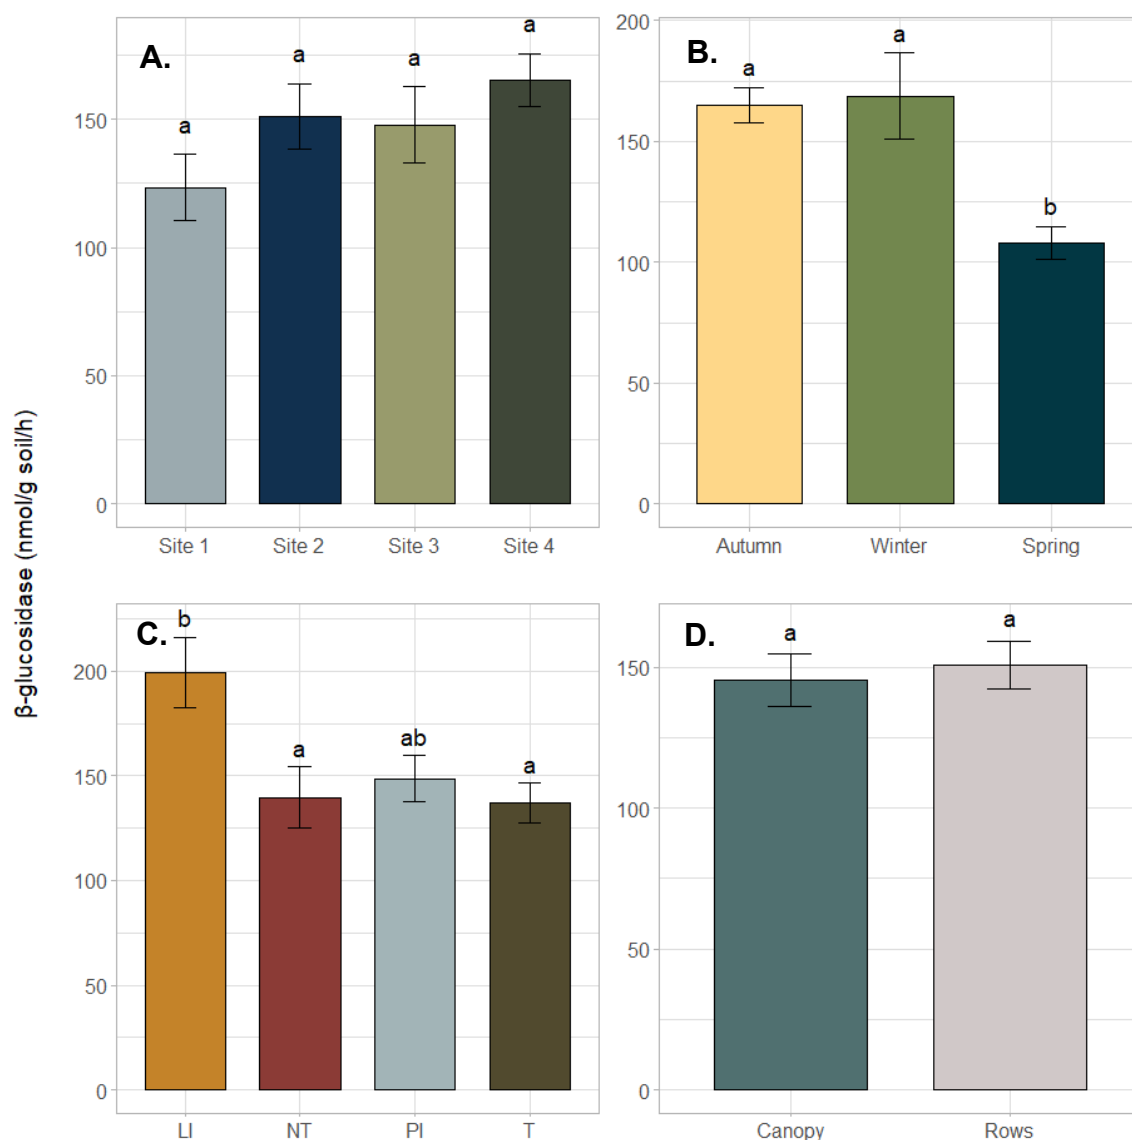 β-glucosidase (nmol/g soil/h)
A.
a a a a
150
100
50
0
Site 1 Site 2 Site 3 Site 4
B.
a a b
200
150
100
50
0
Autumn Winter Spring
C.
b a ab a
200
150
100
50
0
LI NT PI T
D.
a a
150
100
50
0
Canopy Rows